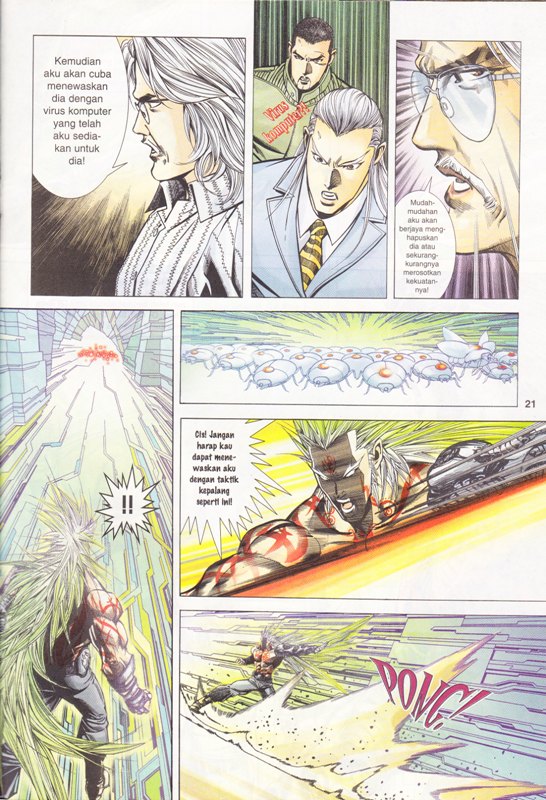 Kemudian
aku akan cuba
menewaskan
dia dengan
virus komputer
yang telah
aku sedia-
kan untuk
dia!
Virus
komputer?!
Mudah-
mudahan aku
akan
berjaya meng-
hapuskan
dia atau
sekurang-
kurangnya
merosotkan
kekuatan-
nya!
21
!!
Cis! Jangan
harap kau
dapat mene-
waskan aku
dengan taktik
kepalang
seperti ini!
PONG!